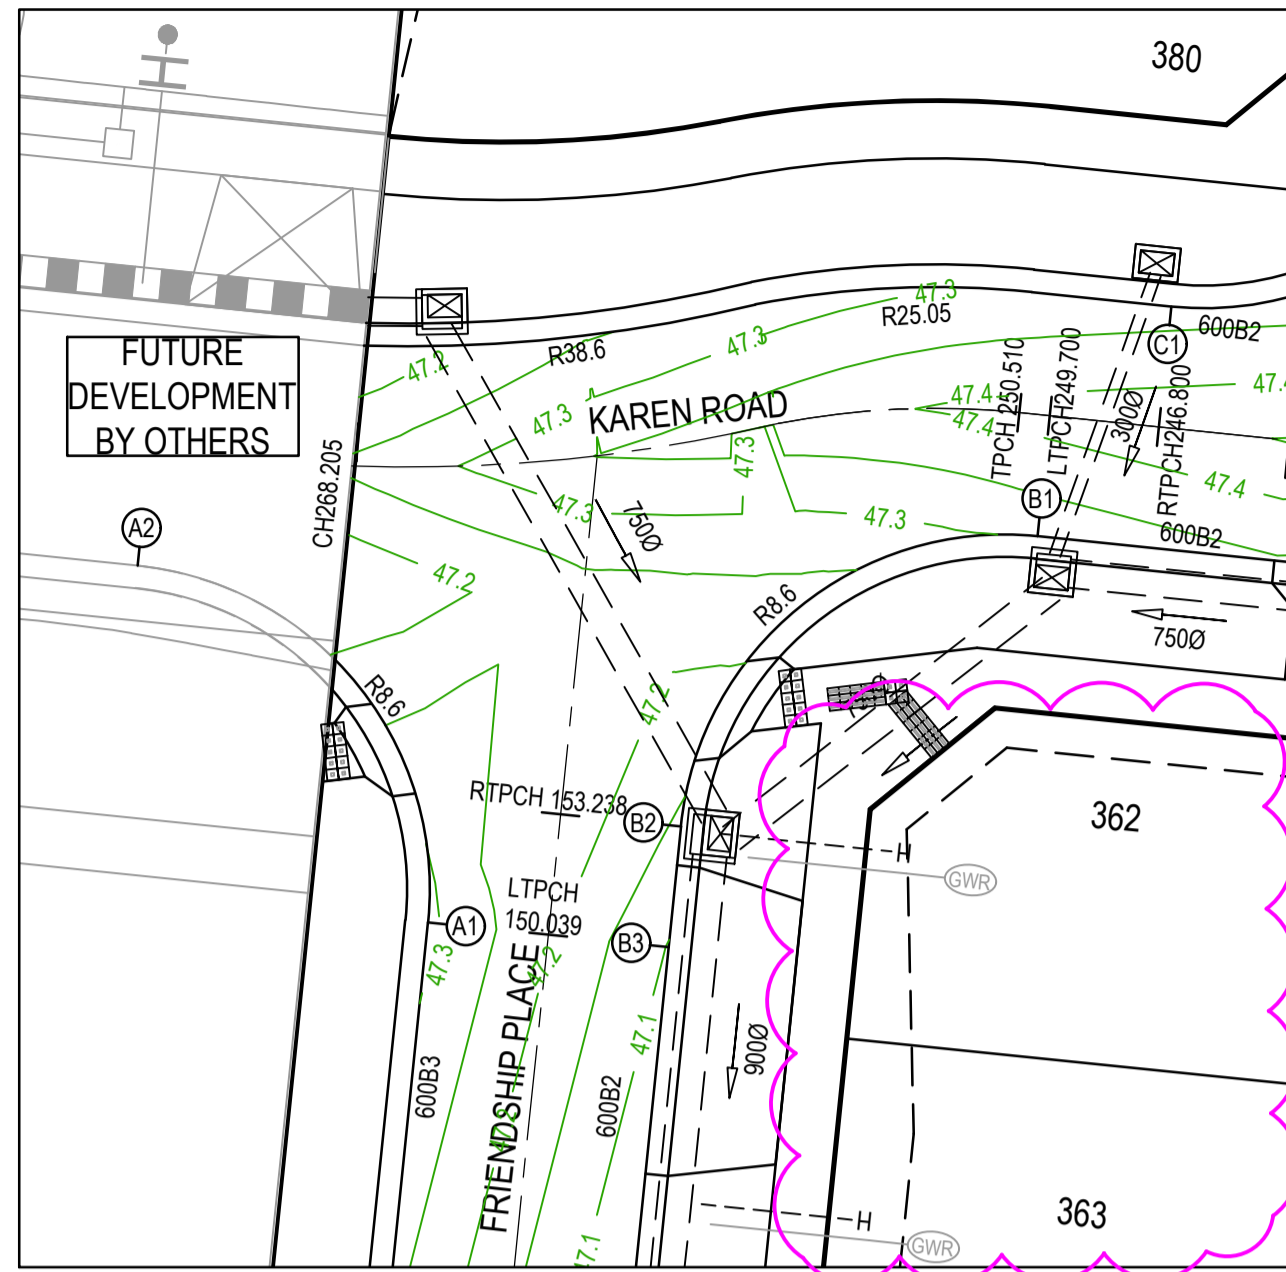 380
47.3
R25.05
600B2
C1
47.3
R38.6
47.2
FUTURE
DEVELOPMENT
BY OTHERS
47.3
KAREN ROAD
47.4
47.4
47.4
TPCH 250.510
LTPCH249.700
300Ø
RTPCH246.800
47.3
CH268.205
47.4
B1
A2
47.3
750Ø
47.3
600B2
47.2
R8.6
750Ø
R8.6
47.2
RTPCH 153.238
B2
362
H
GWR
LTPCH
150.039
A1
B3
47.3
47.2
FRIENDSHIP PLACE
47.1
900Ø
600B3
600B2
47.2
363
H
GWR
47.1